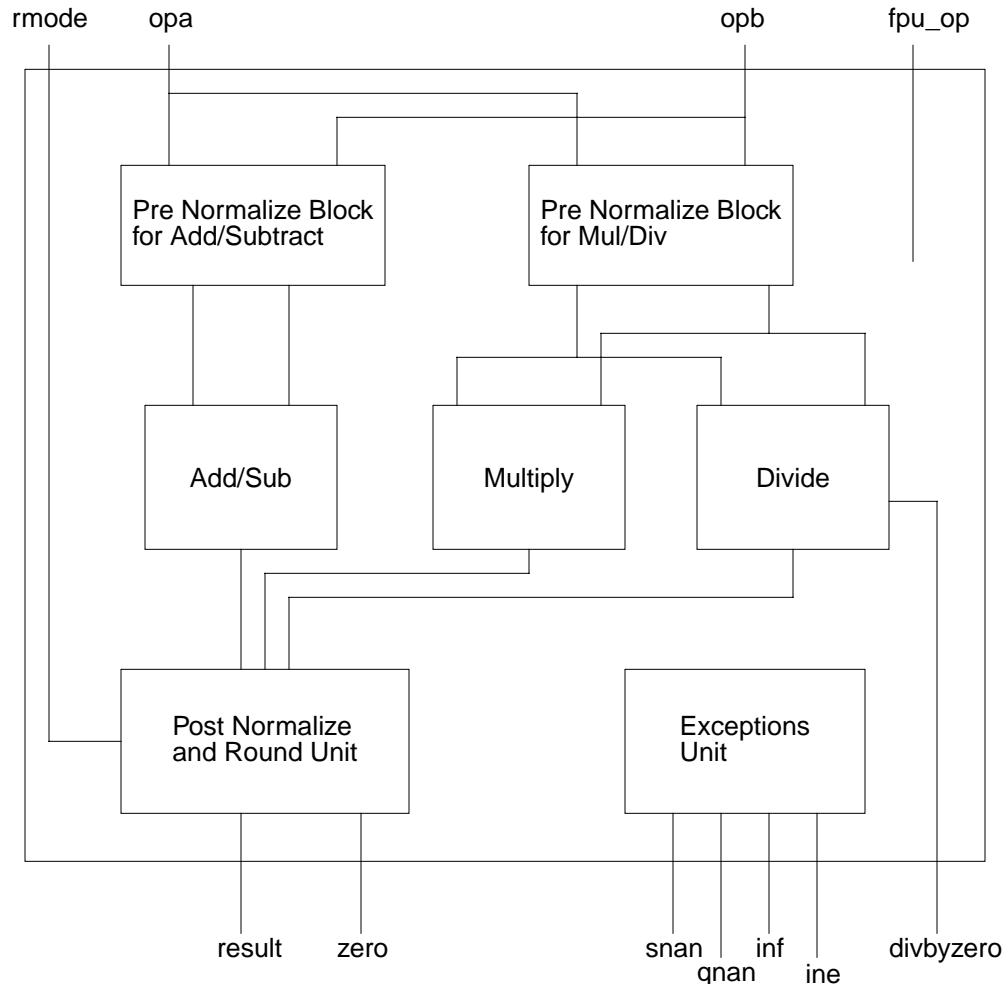 rmode opa opb fpu_op
Pre Normalize Block
for Add/Subtract
Pre Normalize Block
for Mul/Div
Add/Sub
Multiply
Divide
Post Normalize
and Round Unit
Exceptions
Unit
result zero snan inf divbyzero
qnan ine